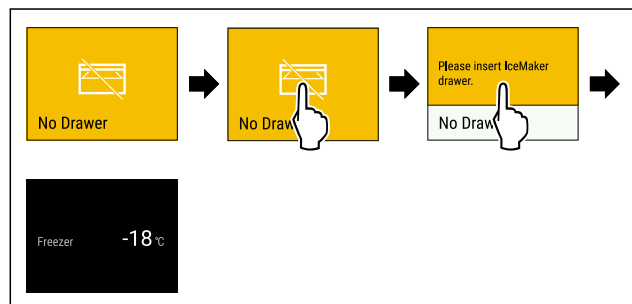 No Drawer
No Draw
Please insert IceMaker
drawer.
No Draw
Freezer -18 °C